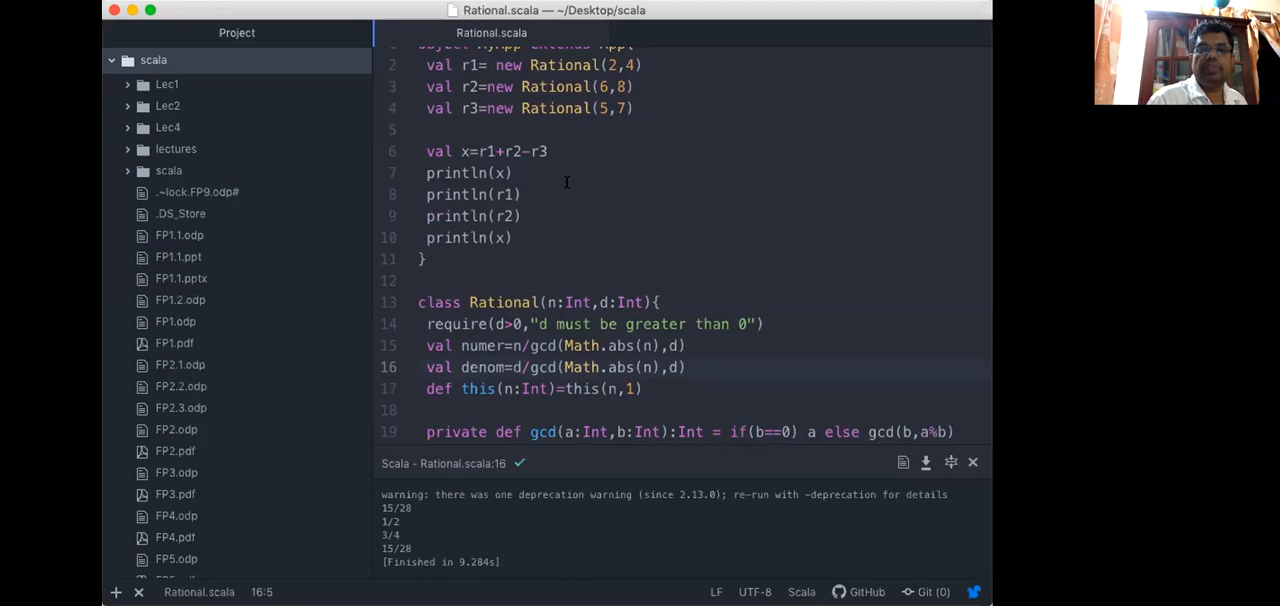 Rational.scala — ~/Desktop/scala
Project
Rational.scala
scala
Lec1
Lec2
Lec4
lectures
scala
.~lock.FP9.odp#
.DS_Store
FP1.1.odp
FP1.1.ppt
FP1.1.pptx
FP1.2.odp
FP1.odp
FP1.pdf
FP2.1.odp
FP2.2.odp
FP2.3.odp
FP2.odp
FP2.pdf
FP3.odp
FP3.pdf
FP4.odp
FP4.pdf
FP5.odp
2 val r1= new Rational(2,4)
3 val r2=new Rational(6,8)
4 val r3=new Rational(5,7)
5
6 val x=r1+r2-r3
7 println(x)
8 println(r1)
9 println(r2)
10 println(x)
11 }
12
13 class Rational(n:Int,d:Int){
14 require(d>0,"d must be greater than 0")
15 val numer=n/gcd(Math.abs(n),d)
16 val denom=d/gcd(Math.abs(n),d)
17 def this(n:Int)=this(n,1)
18
19 private def gcd(a:Int,b:Int):Int = if(b==0) a else gcd(b,a%b)
Scala - Rational.scala:16
warning: there was one deprecation warning (since 2.13.0); re-run with -deprecation for details
15/28
1/2
3/4
15/28
[Finished in 9.284s]
Rational.scala 16:5 LF UTF-8 Scala GitHub Git (0)